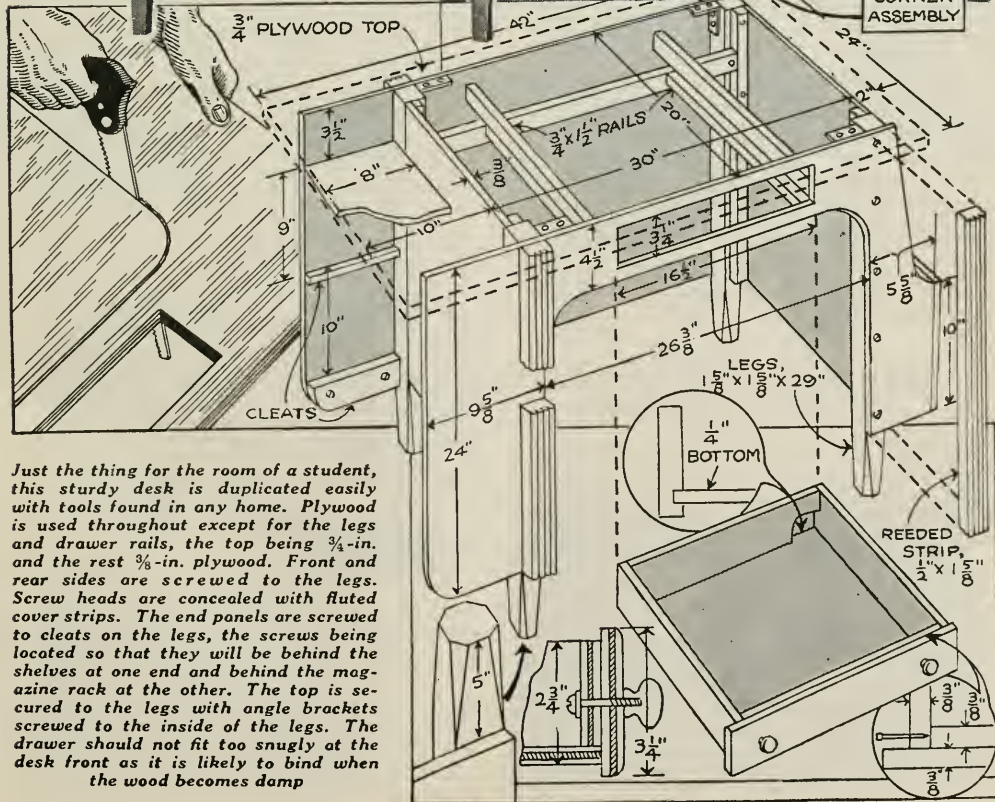 CORNER
ASSEMBLY
3/4" PLYWOOD TOP
42"
24"
3 1/2"
8"
3/8"
3/4" x 1 1/2" RAILS
20"
2"
30"
9"
10"
10"
4 1/2"
3 1/4"
16 1/2"
5 5/8"
10"
26 3/8"
LEGS,
1 5/8" x 1 5/8" x 29"
CLEATS
9 5/8"
24"
1/4"
BOTTOM
REEDED
STRIP,
1/2" x 1 5/8"
5"
2 3/4"
3 1/4"
3/8"
3/8"
3/8"
Just the thing for the room of a student,
this sturdy desk is duplicated easily
with tools found in any home. Plywood
is used throughout except for the legs
and drawer rails, the top being ¾-in.
and the rest ⅜-in. plywood. Front and
rear sides are screwed to the legs.
Screw heads are concealed with fluted
cover strips. The end panels are screwed
to cleats on the legs, the screws being
located so that they will be behind the
shelves at one end and behind the mag-
azine rack at the other. The top is se-
cured to the legs with angle brackets
screwed to the inside of the legs. The
drawer should not fit too snugly at the
desk front as it is likely to bind when
the wood becomes damp